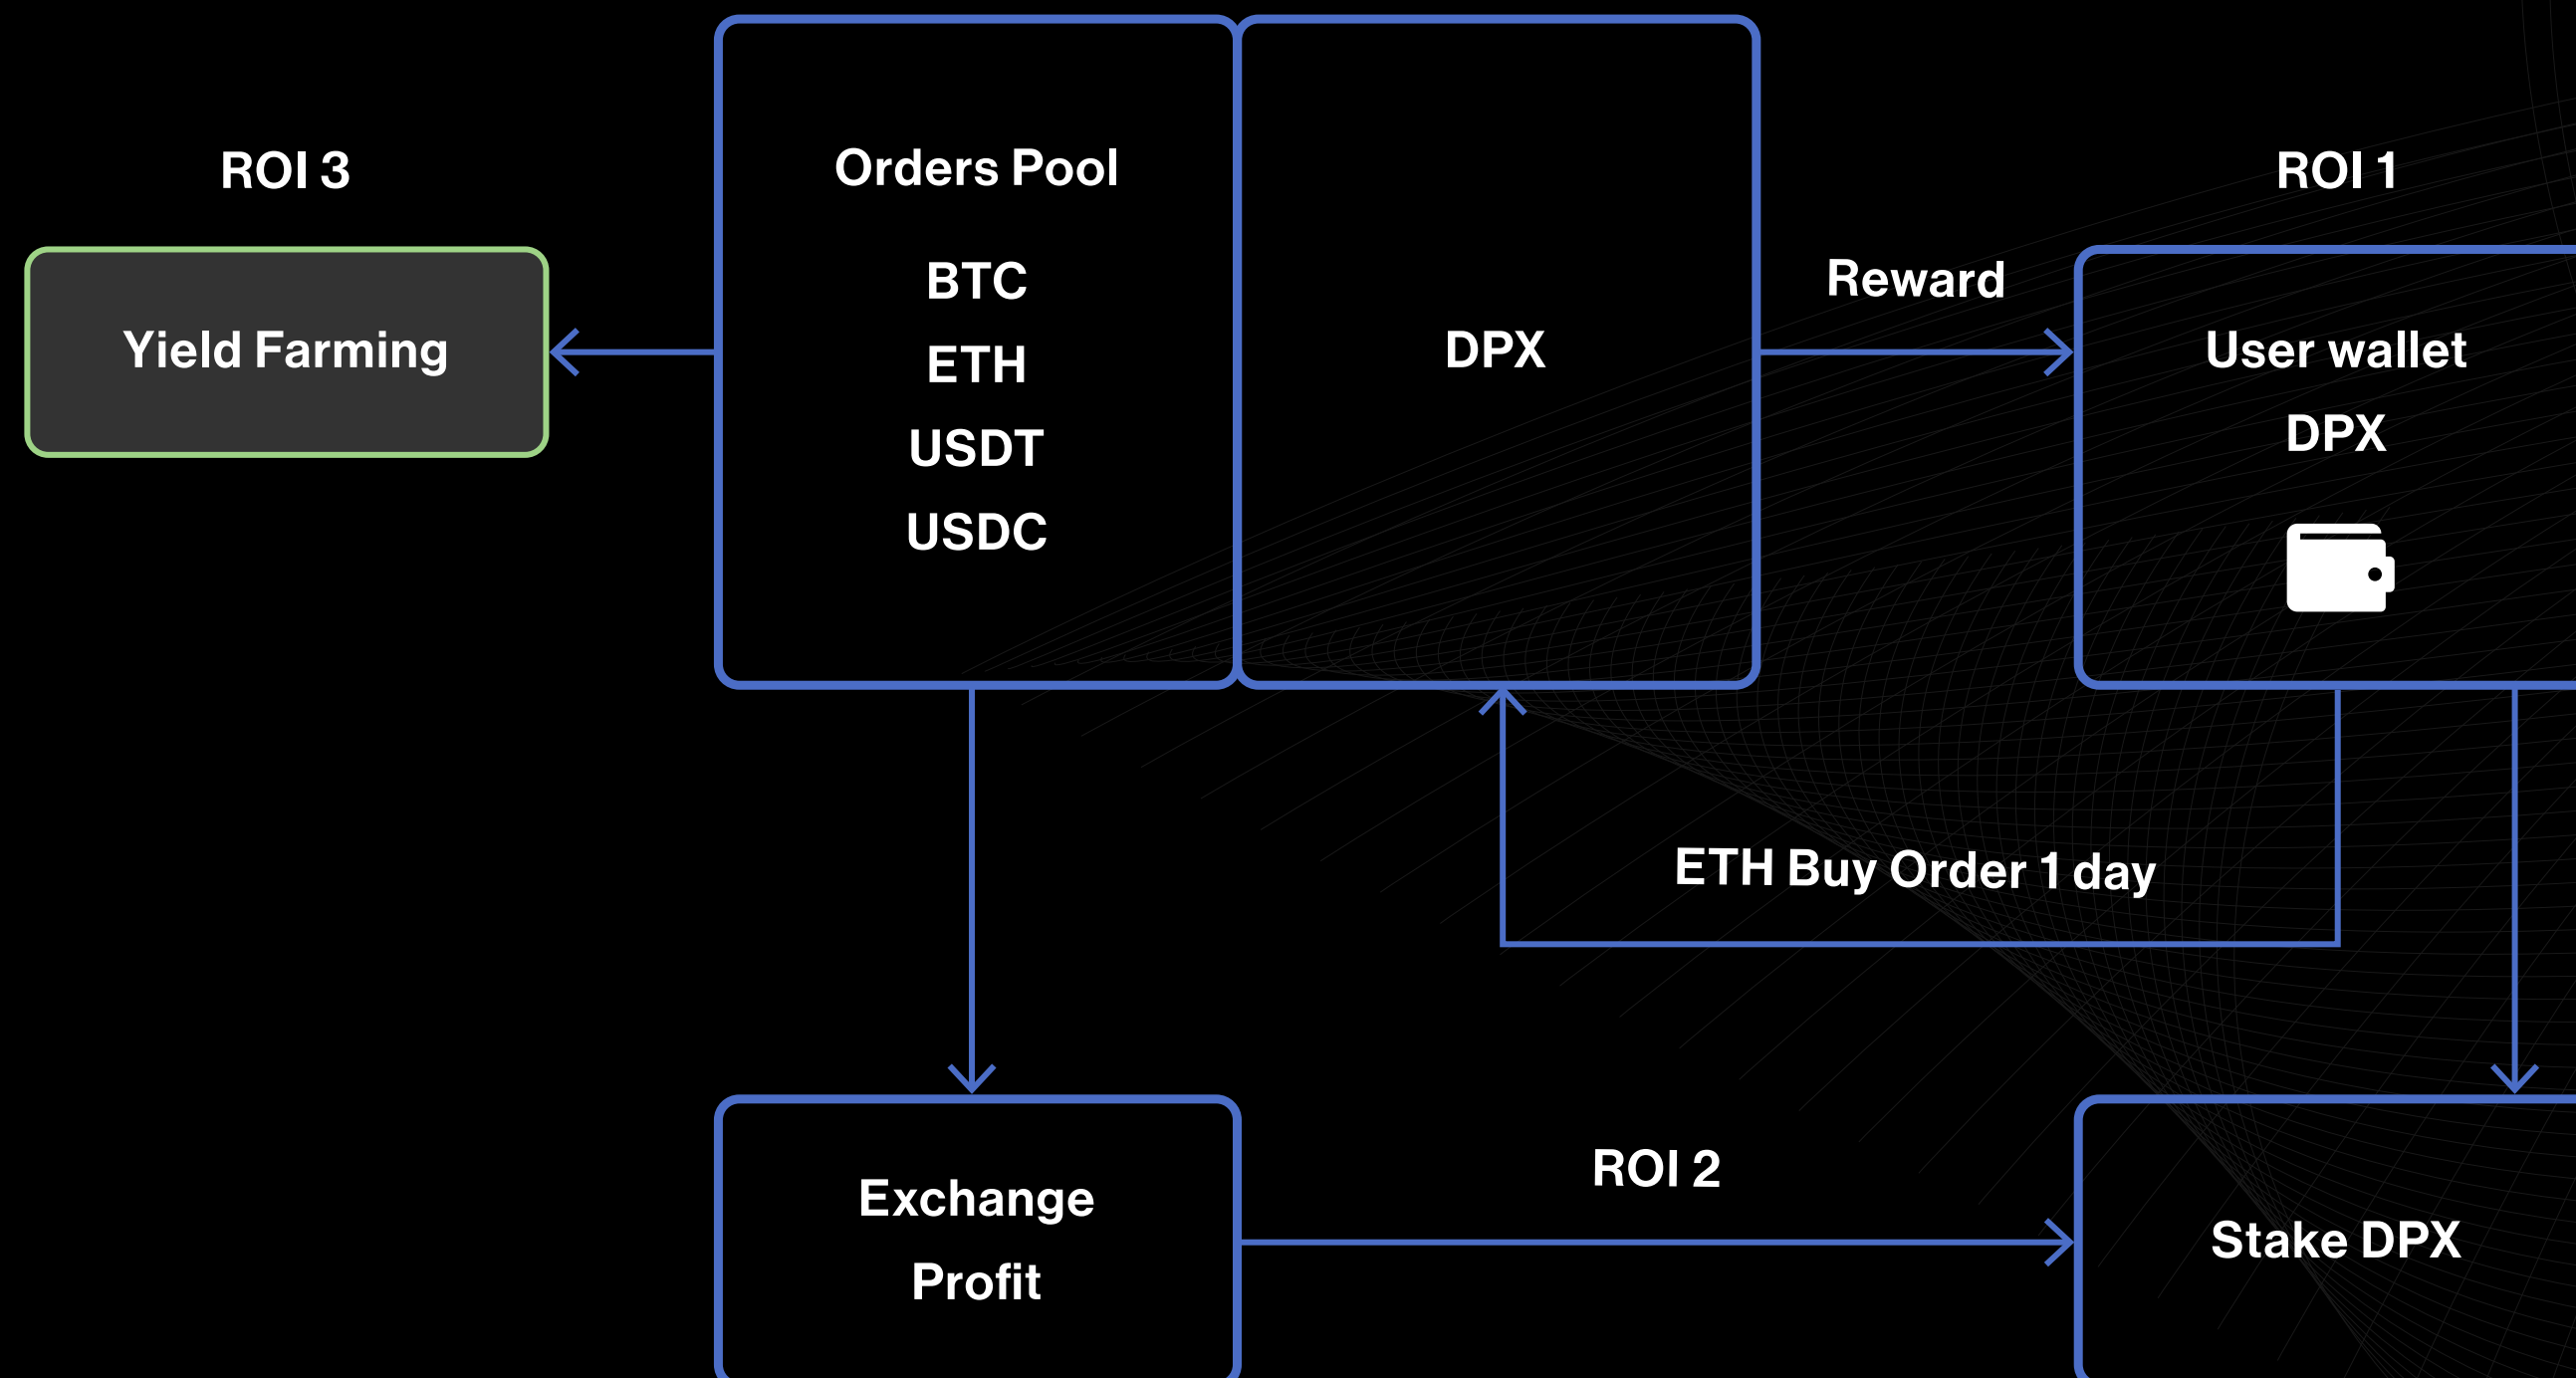 ROI 3
Yield Farming
Orders Pool
BTC
ETH
USDT
USDC
DPX
Reward
ROI 1
User wallet
DPX
ETH Buy Order 1 day
Exchange
Profit
ROI 2
Stake DPX